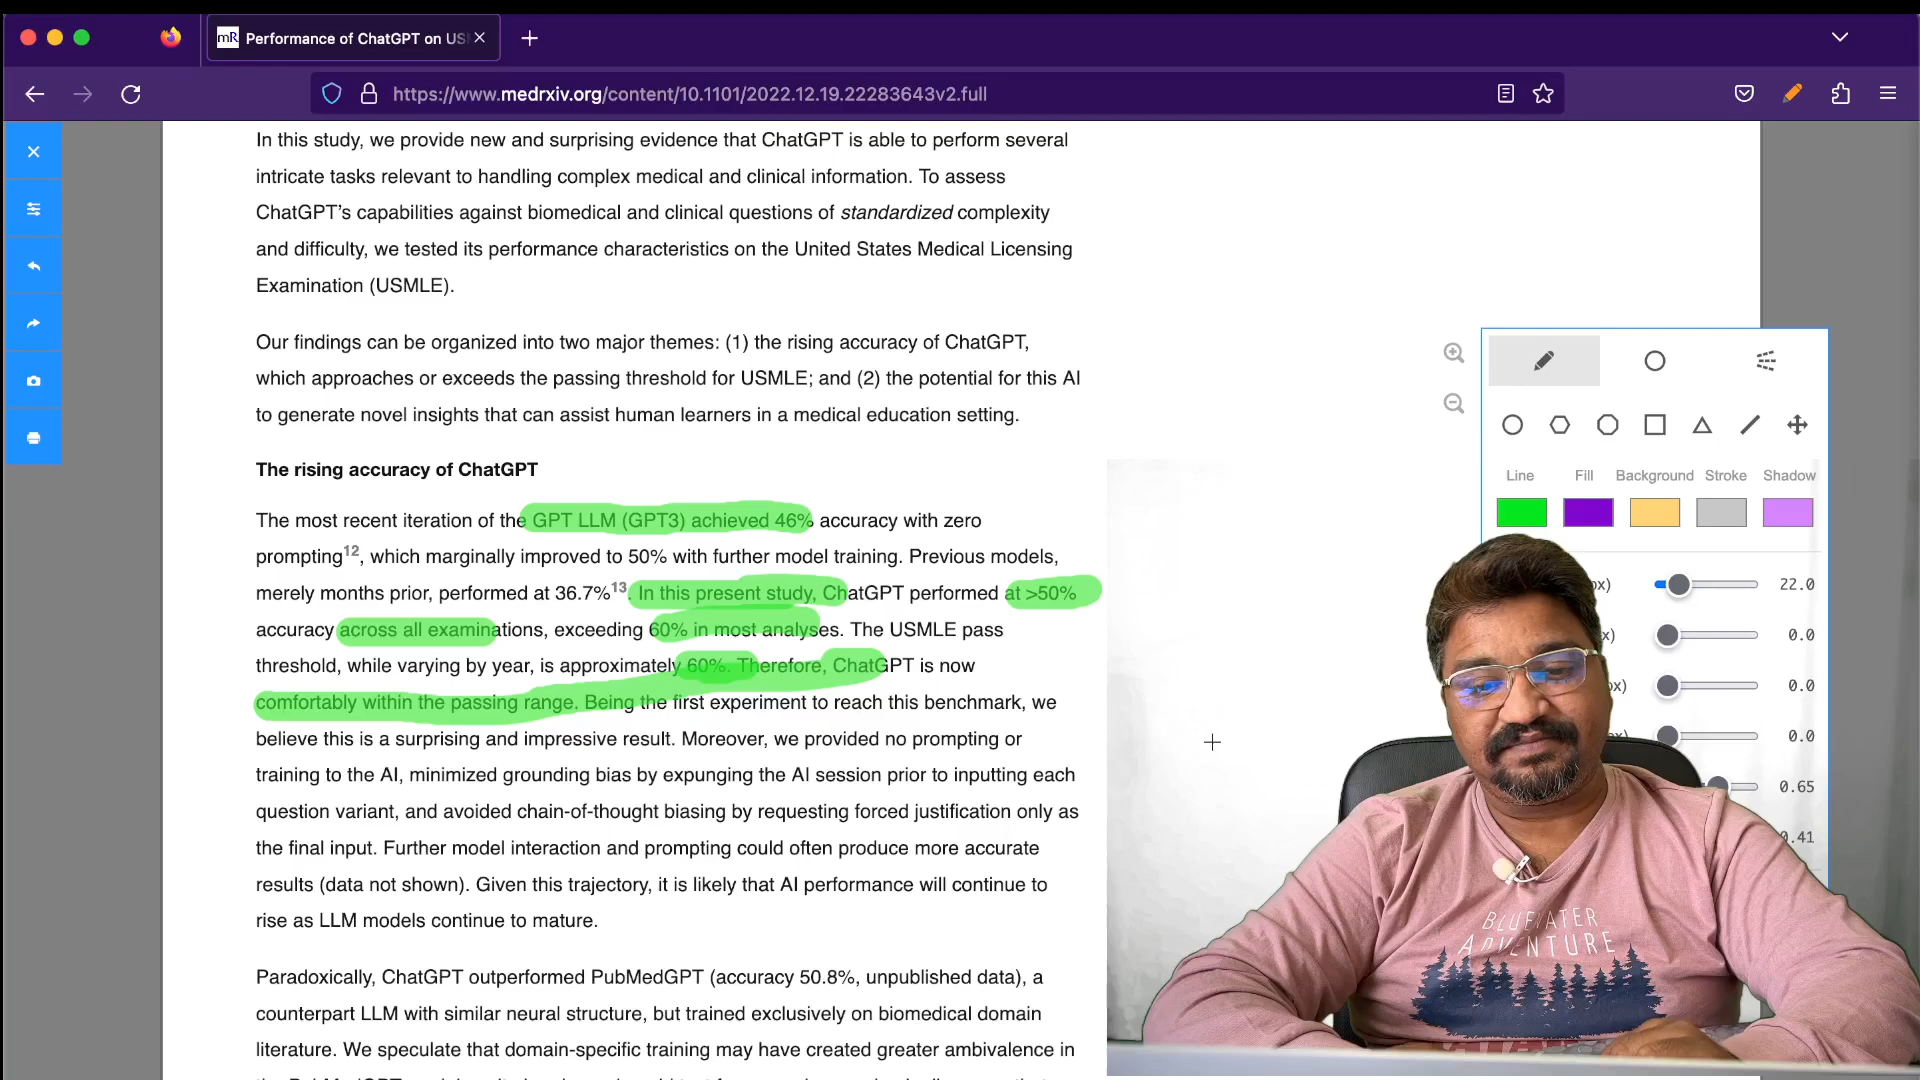 Performance of ChatGPT on US
https://www.medrxiv.org/content/10.1101/2022.12.19.22283643v2.full
In this study, we provide new and surprising evidence that ChatGPT is able to perform several
intricate tasks relevant to handling complex medical and clinical information. To assess
ChatGPT’s capabilities against biomedical and clinical questions of standardized complexity
and difficulty, we tested its performance characteristics on the United States Medical Licensing
Examination (USMLE).
Our findings can be organized into two major themes: (1) the rising accuracy of ChatGPT,
which approaches or exceeds the passing threshold for USMLE; and (2) the potential for this AI
to generate novel insights that can assist human learners in a medical education setting.
The rising accuracy of ChatGPT
The most recent iteration of the GPT LLM (GPT3) achieved 46% accuracy with zero
prompting12, which marginally improved to 50% with further model training. Previous models,
merely months prior, performed at 36.7%13. In this present study, ChatGPT performed at >50%
accuracy across all examinations, exceeding 60% in most analyses. The USMLE pass
threshold, while varying by year, is approximately 60%. Therefore, ChatGPT is now
comfortably within the passing range. Being the first experiment to reach this benchmark, we
believe this is a surprising and impressive result. Moreover, we provided no prompting or
training to the AI, minimized grounding bias by expunging the AI session prior to inputting each
question variant, and avoided chain-of-thought biasing by requesting forced justification only as
the final input. Further model interaction and prompting could often produce more accurate
results (data not shown). Given this trajectory, it is likely that AI performance will continue to
rise as LLM models continue to mature.
Paradoxically, ChatGPT outperformed PubMedGPT (accuracy 50.8%, unpublished data), a
counterpart LLM with similar neural structure, but trained exclusively on biomedical domain
literature. We speculate that domain-specific training may have created greater ambivalence in
mR
Line Fill Background Stroke Shadow
px) 22.0
x) 0.0
px) 0.0
0.0
0.65
0.41
BLUEWATER
ADVENTURE